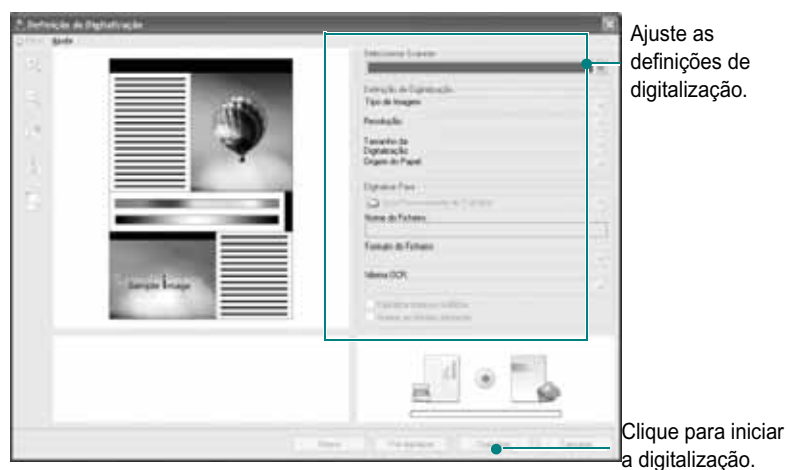 Definição de Digitalização
Ajuda
Seleccionar Scanner
Definição de Digitalização
Tipo de Imagem
Resolução
Tamanho da
Digitalização
Origem do Papel
Digitalizar Para
Nome do Ficheiro
Formato do Ficheiro
Idioma OCR
Sample Image
Ajuste as
definições de
digitalização.
Clique para iniciar
a digitalização.